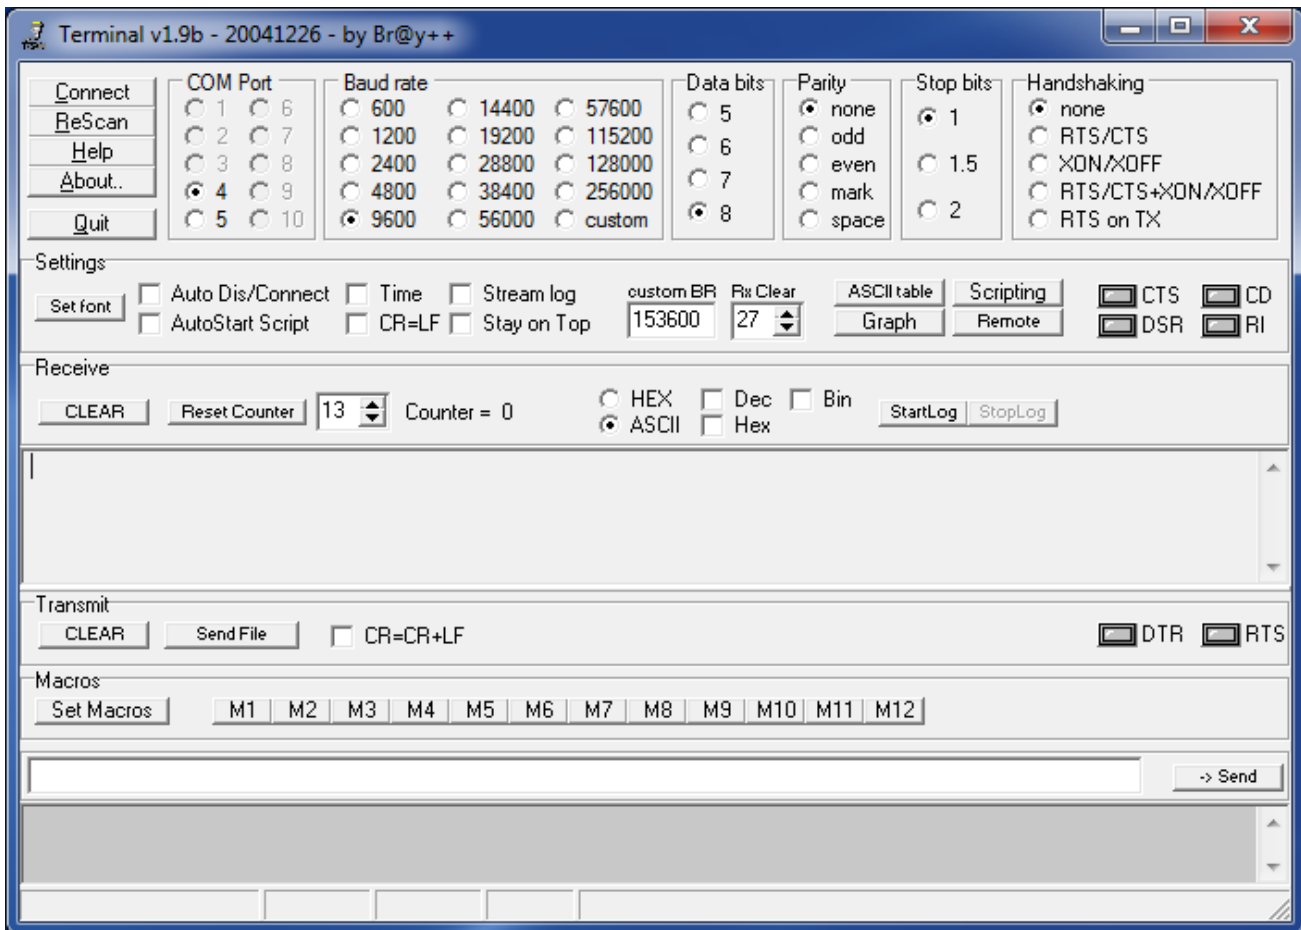 Terminal v1.9b - 20041226 - by Br@y++
Connect
ReScan
Help
About..
Quit
COM Port
1 6
2 7
3 8
4 9
5 10
Baud rate
600 14400 57600
1200 19200 115200
2400 28800 128000
4800 38400 256000
9600 56000 custom
Data bits
5
6
7
8
Parity
none
odd
even
mark
space
Stop bits
1
1.5
2
Handshaking
none
RTS/CTS
XON/XOFF
RTS/CTS+XON/XOFF
RTS on TX
Settings
Set font
Auto Dis/Connect Time Stream log
AutoStart Script CR=LF Stay on Top
custom BR Rx Clear
153600 27
ASCII table Scripting
Graph Remote
CTS CD
DSR RI
Receive
CLEAR Reset Counter 13 Counter = 0
HEX Dec Bin
ASCII Hex
StartLog StopLog
Transmit
CLEAR Send File CR=CR+LF DTR RTS
Macros
Set Macros M1 M2 M3 M4 M5 M6 M7 M8 M9 M10 M11 M12
-> Send